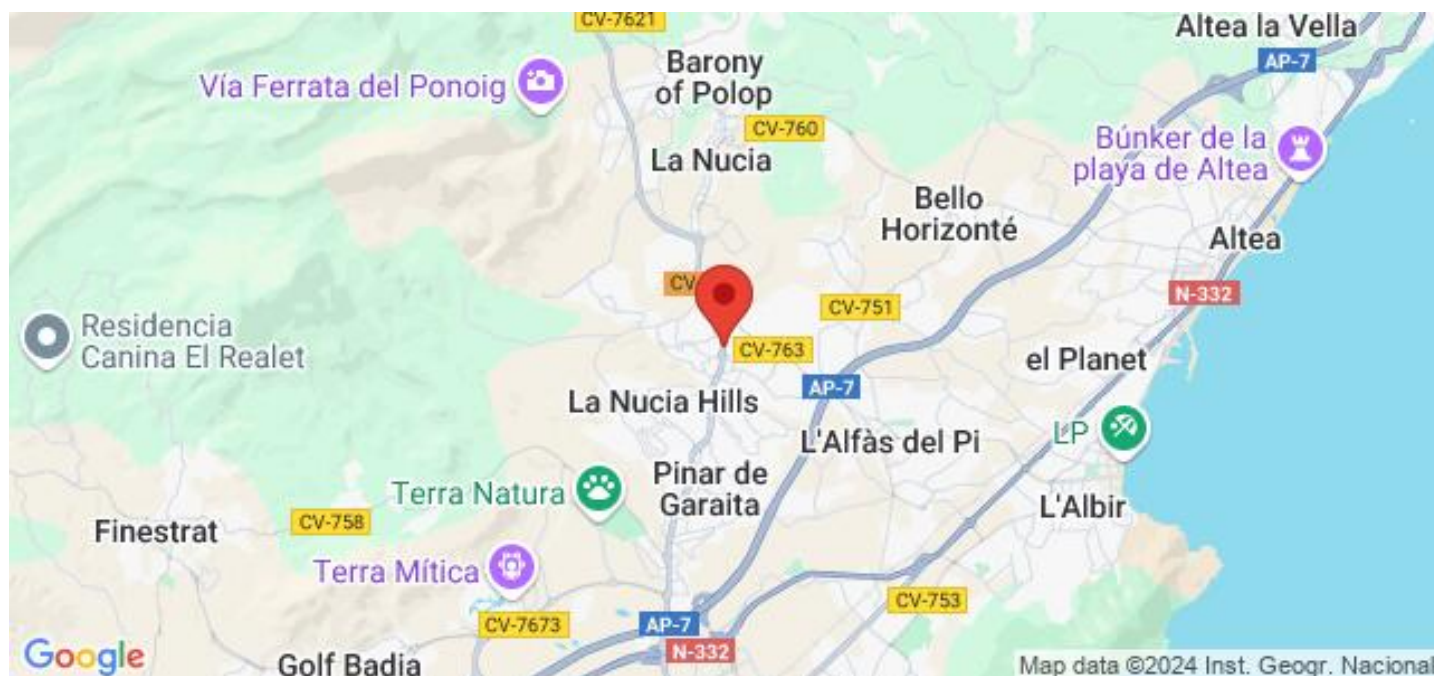 CV-7621
Altea la Vella
AP-7
Barony
of Polop
Vía Ferrata del Ponoig
CV-760
Búnker de la
playa de Altea
La Nucia
Bello
Horizonté
Altea
CV
N-332
CV-751
Residencia
Canina El Realet
CV-763
el Planet
AP-7
La Nucia Hills
LP
L'Alfàs del Pi
Pinar de
Garaita
Terra Natura
L'Albir
CV-758
Finestrat
Terra Mítica
CV-753
CV-7673
AP-7
N-332
Google
Golf Badia
Map data ©2024 Inst. Geogr. Nacional